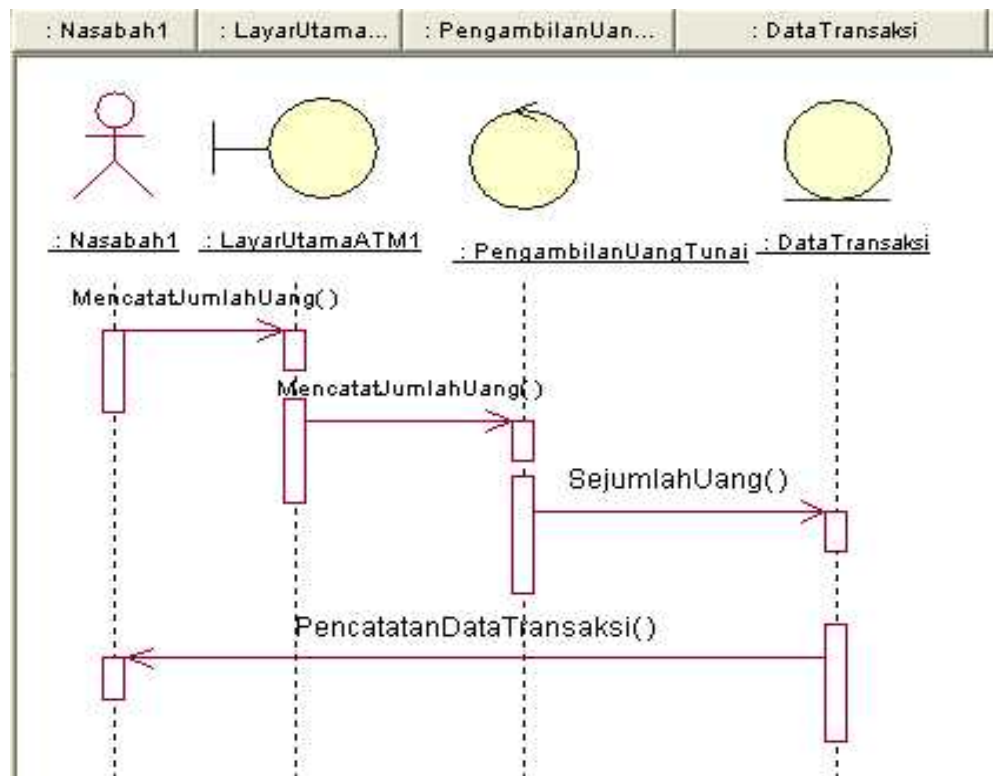 : Nasabah1
: LayarUtama...
: PengambilanUan...
: DataTransaksi
: Nasabah1
: LayarUtamaATM1
: PengambilanUangTunai
: DataTransaksi
MencatatJumlahUang()
MencatatJumlahUang()
SejumlahUang()
PencatatanDataTransaksi()